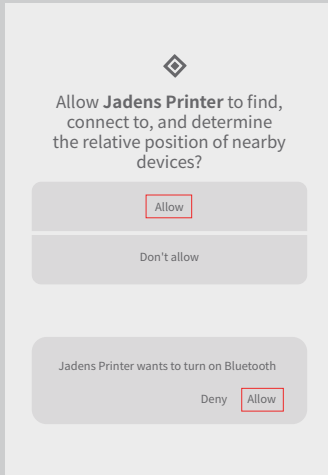 Allow Jadens Printer to find,
connect to, and determine
the relative position of nearby
devices?
Allow
Don't allow
Jadens Printer wants to turn on Bluetooth
Deny Allow